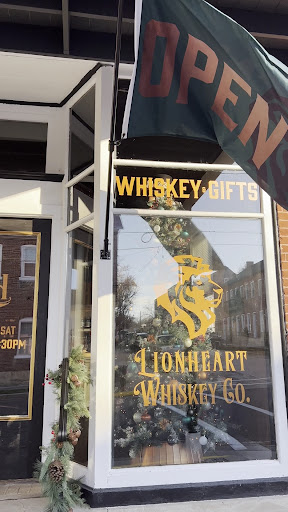 OPEN
WHISKEY·GIFTS
LIONHEART
WHISKEY CO.
SAT
30PM